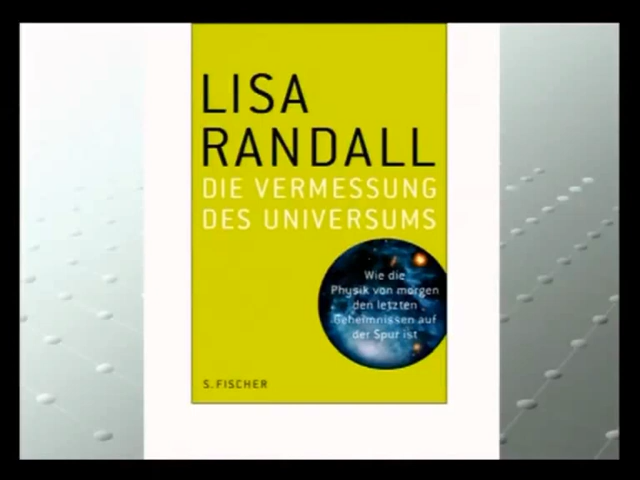 LISA
RANDALL
DIE VERMESSUNG
DES UNIVERSUMS
Wie die
Physik von morgen
den letzten
Geheimnissen auf
der Spur ist
S. FISCHER